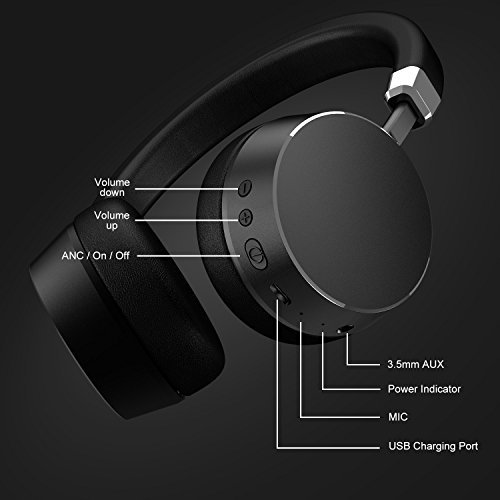 Volume
down
Volume
up
ANC / On / Off
3.5mm AUX
Power Indicator
MIC
USB Charging Port